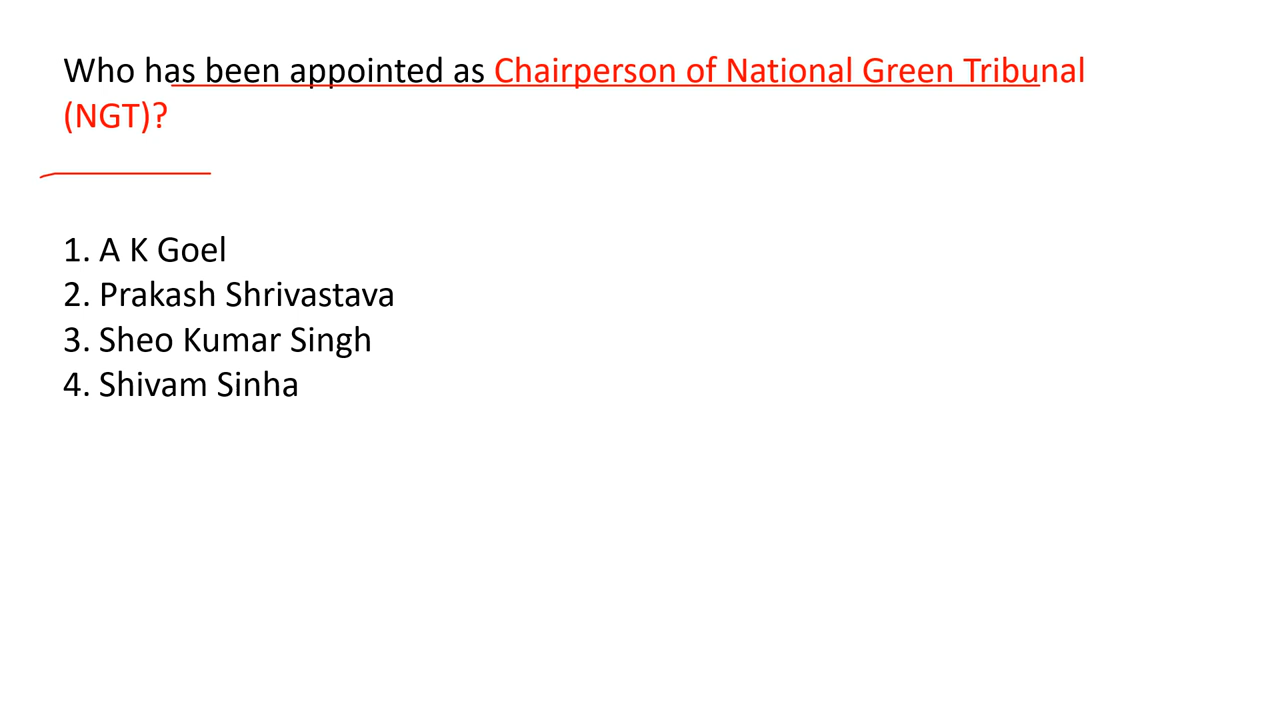 Who has been appointed as Chairperson of National Green Tribunal
(NGT)?
1. A K Goel
2. Prakash Shrivastava
3. Sheo Kumar Singh
4. Shivam Sinha